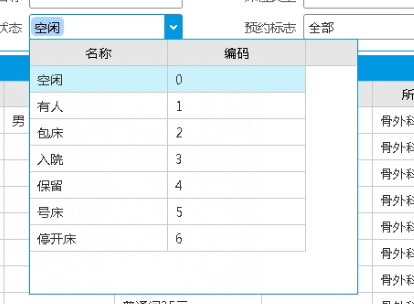 状态 空闲 预约标志 全部
名称 编码
空闲 0
有人 1
包床 2
入院 3
保留 4
号床 5
停开床 6
所
男
骨外科
骨外科
骨外科
骨外科
骨外科
骨外科
骨外科